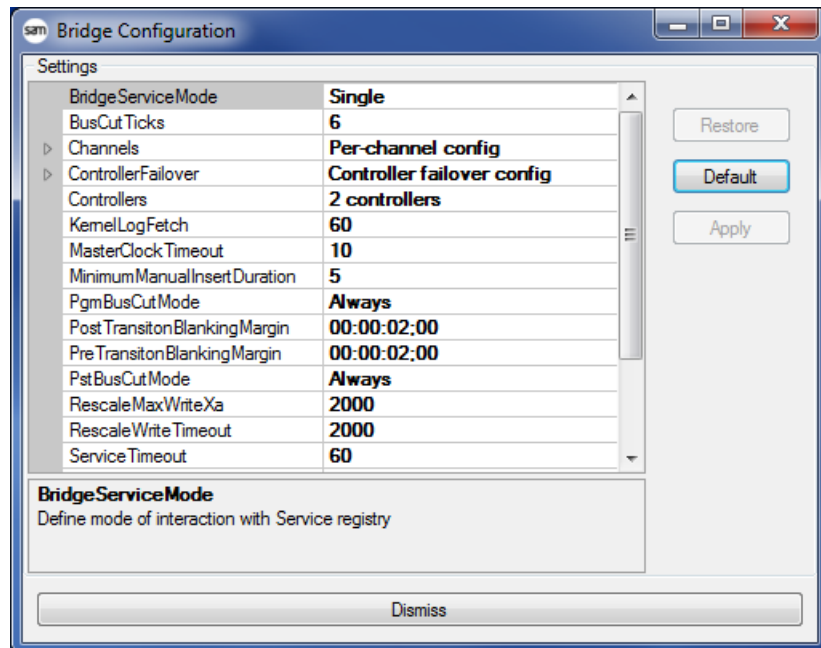 sam Bridge Configuration
Settings
BridgeServiceMode Single
BusCutTicks 6
Channels Per-channel config
ControllerFailover Controller failover config
Controllers 2 controllers
KernelLogFetch 60
MasterClockTimeout 10
MinimumManualInsertDuration 5
PgmBusCutMode Always
PostTransitonBlankingMargin 00:00:02;00
PreTransitonBlankingMargin 00:00:02;00
PstBusCutMode Always
RescaleMaxWriteXa 2000
RescaleWriteTimeout 2000
ServiceTimeout 60
Restore
Default
Apply
BridgeServiceMode
Define mode of interaction with Service registry
Dismiss